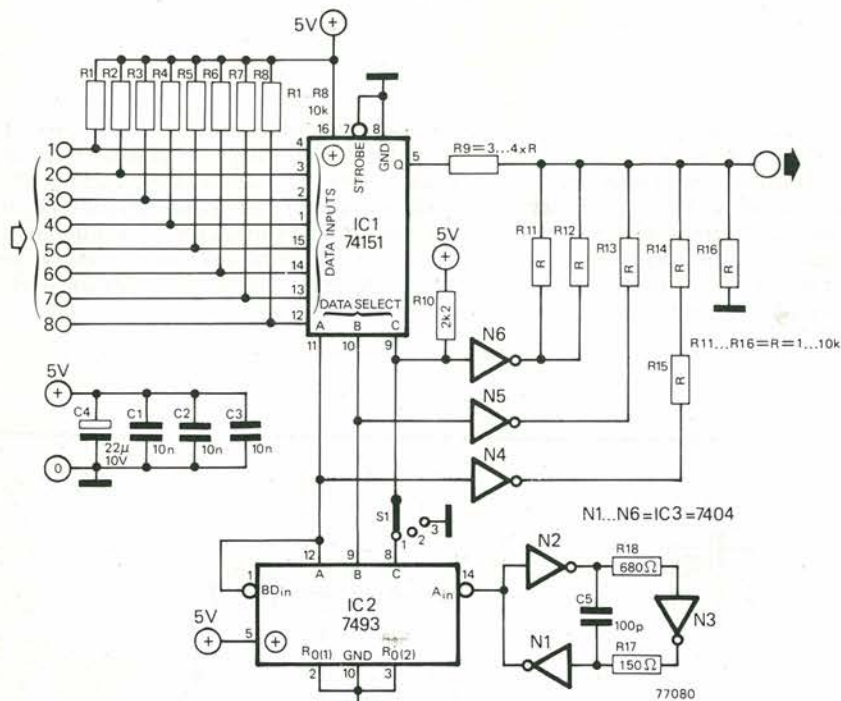 5V
R1 R2 R3 R4 R5 R6 R7 R8
R1...R8
10k
1
2
3
4
5
6
7
8
16
7
8
STROBE
GND
4
3
2
1
15
14
13
12
DATA INPUTS
IC1
74151
Q
5
DATA SELECT
A B C
11
10
9
R9=3...4xR
R11
R
R12
R
R13
R
R14
R
R16
R
R15
R
R11...R16=R=1...10k
5V
R10
2k2
N6
N5
N4
C4
22µ
10V
C1
10n
C2
10n
C3
10n
0
S1
1
2
3
N1...N6=IC3=7404
12
9
8
A
B
C
1
BDin
IC2
7493
Ain
14
5V
5
R0(1)
GND
R0(2)
2
10
3
N2
R18
680Ω
C5
100p
N3
N1
R17
150Ω
77080